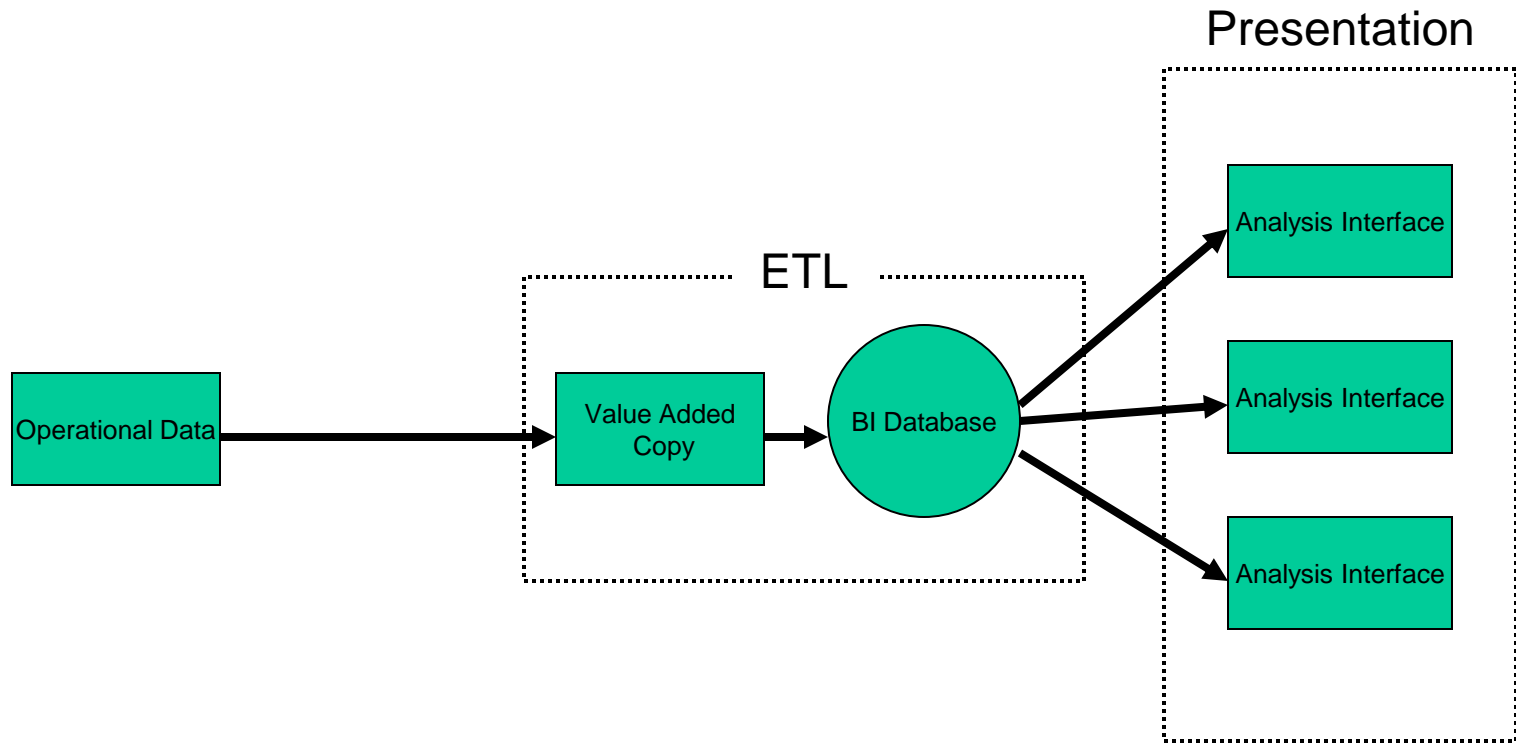 Presentation
Analysis Interface
ETL
Operational Data
Value Added
Copy
BI Database
Analysis Interface
Analysis Interface